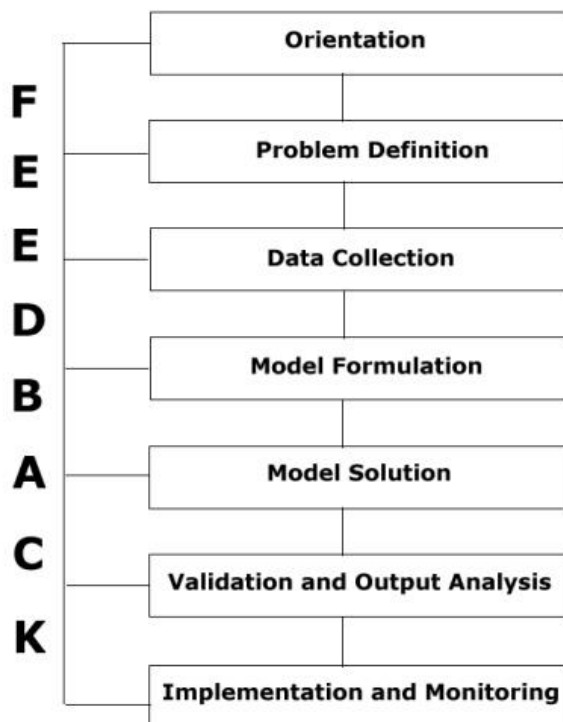 Orientation
Problem Definition
Data Collection
Model Formulation
Model Solution
Validation and Output Analysis
Implementation and Monitoring
F
E
E
D
B
A
C
K